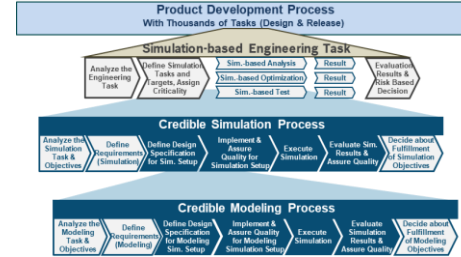 Product Development Process
With Thousands of Tasks (Design & Release)
Simulation-based Engineering Task
Analyze the
Engineering
Task
Define Simulation
Tasks and
Targets, Assign
Criticality
Sim.-based Analysis
Result
Sim.-based Optimization
Result
Sim.-based Test
Result
Evaluation
Results &
Risk Based
Decision
Credible Simulation Process
Analyze the
Simulation
Task &
Objectives
Define
Requirements
(Simulation)
Define Design
Specification
for Sim. Setup
Implement &
Assure
Quality for
Simulation Setup
Execute
Simulation
Evaluate Sim.
Results &
Assure Quality
Decide about
Fulfillment
of Simulation
Objectives
Credible Modeling Process
Analyze the
Modeling
Task &
Objectives
Define
Requirements
(Modeling)
Define Design
Specification
for Modeling
Sim. Setup
Implement &
Assure Quality
for Modeling
Simulation Setup
Execute
Simulation
Evaluate
Simulation
Results &
Assure Quality
Decide about
Fulfillment
of Modeling
Objectives